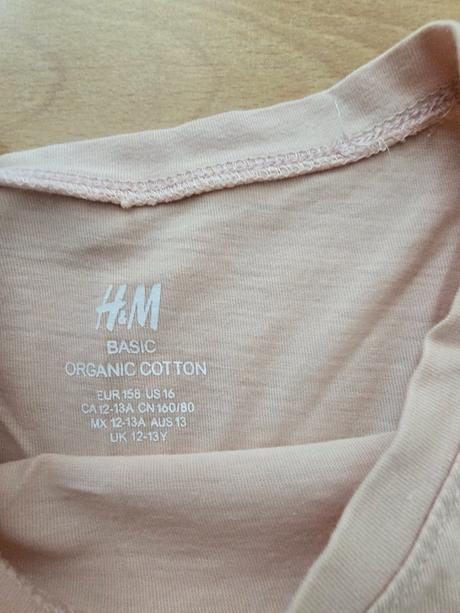 H&M
BASIC
ORGANIC COTTON
EUR 158 US 16
CA 12-13A CN 160/80
MX 12-13A AUS 13
UK 12-13Y